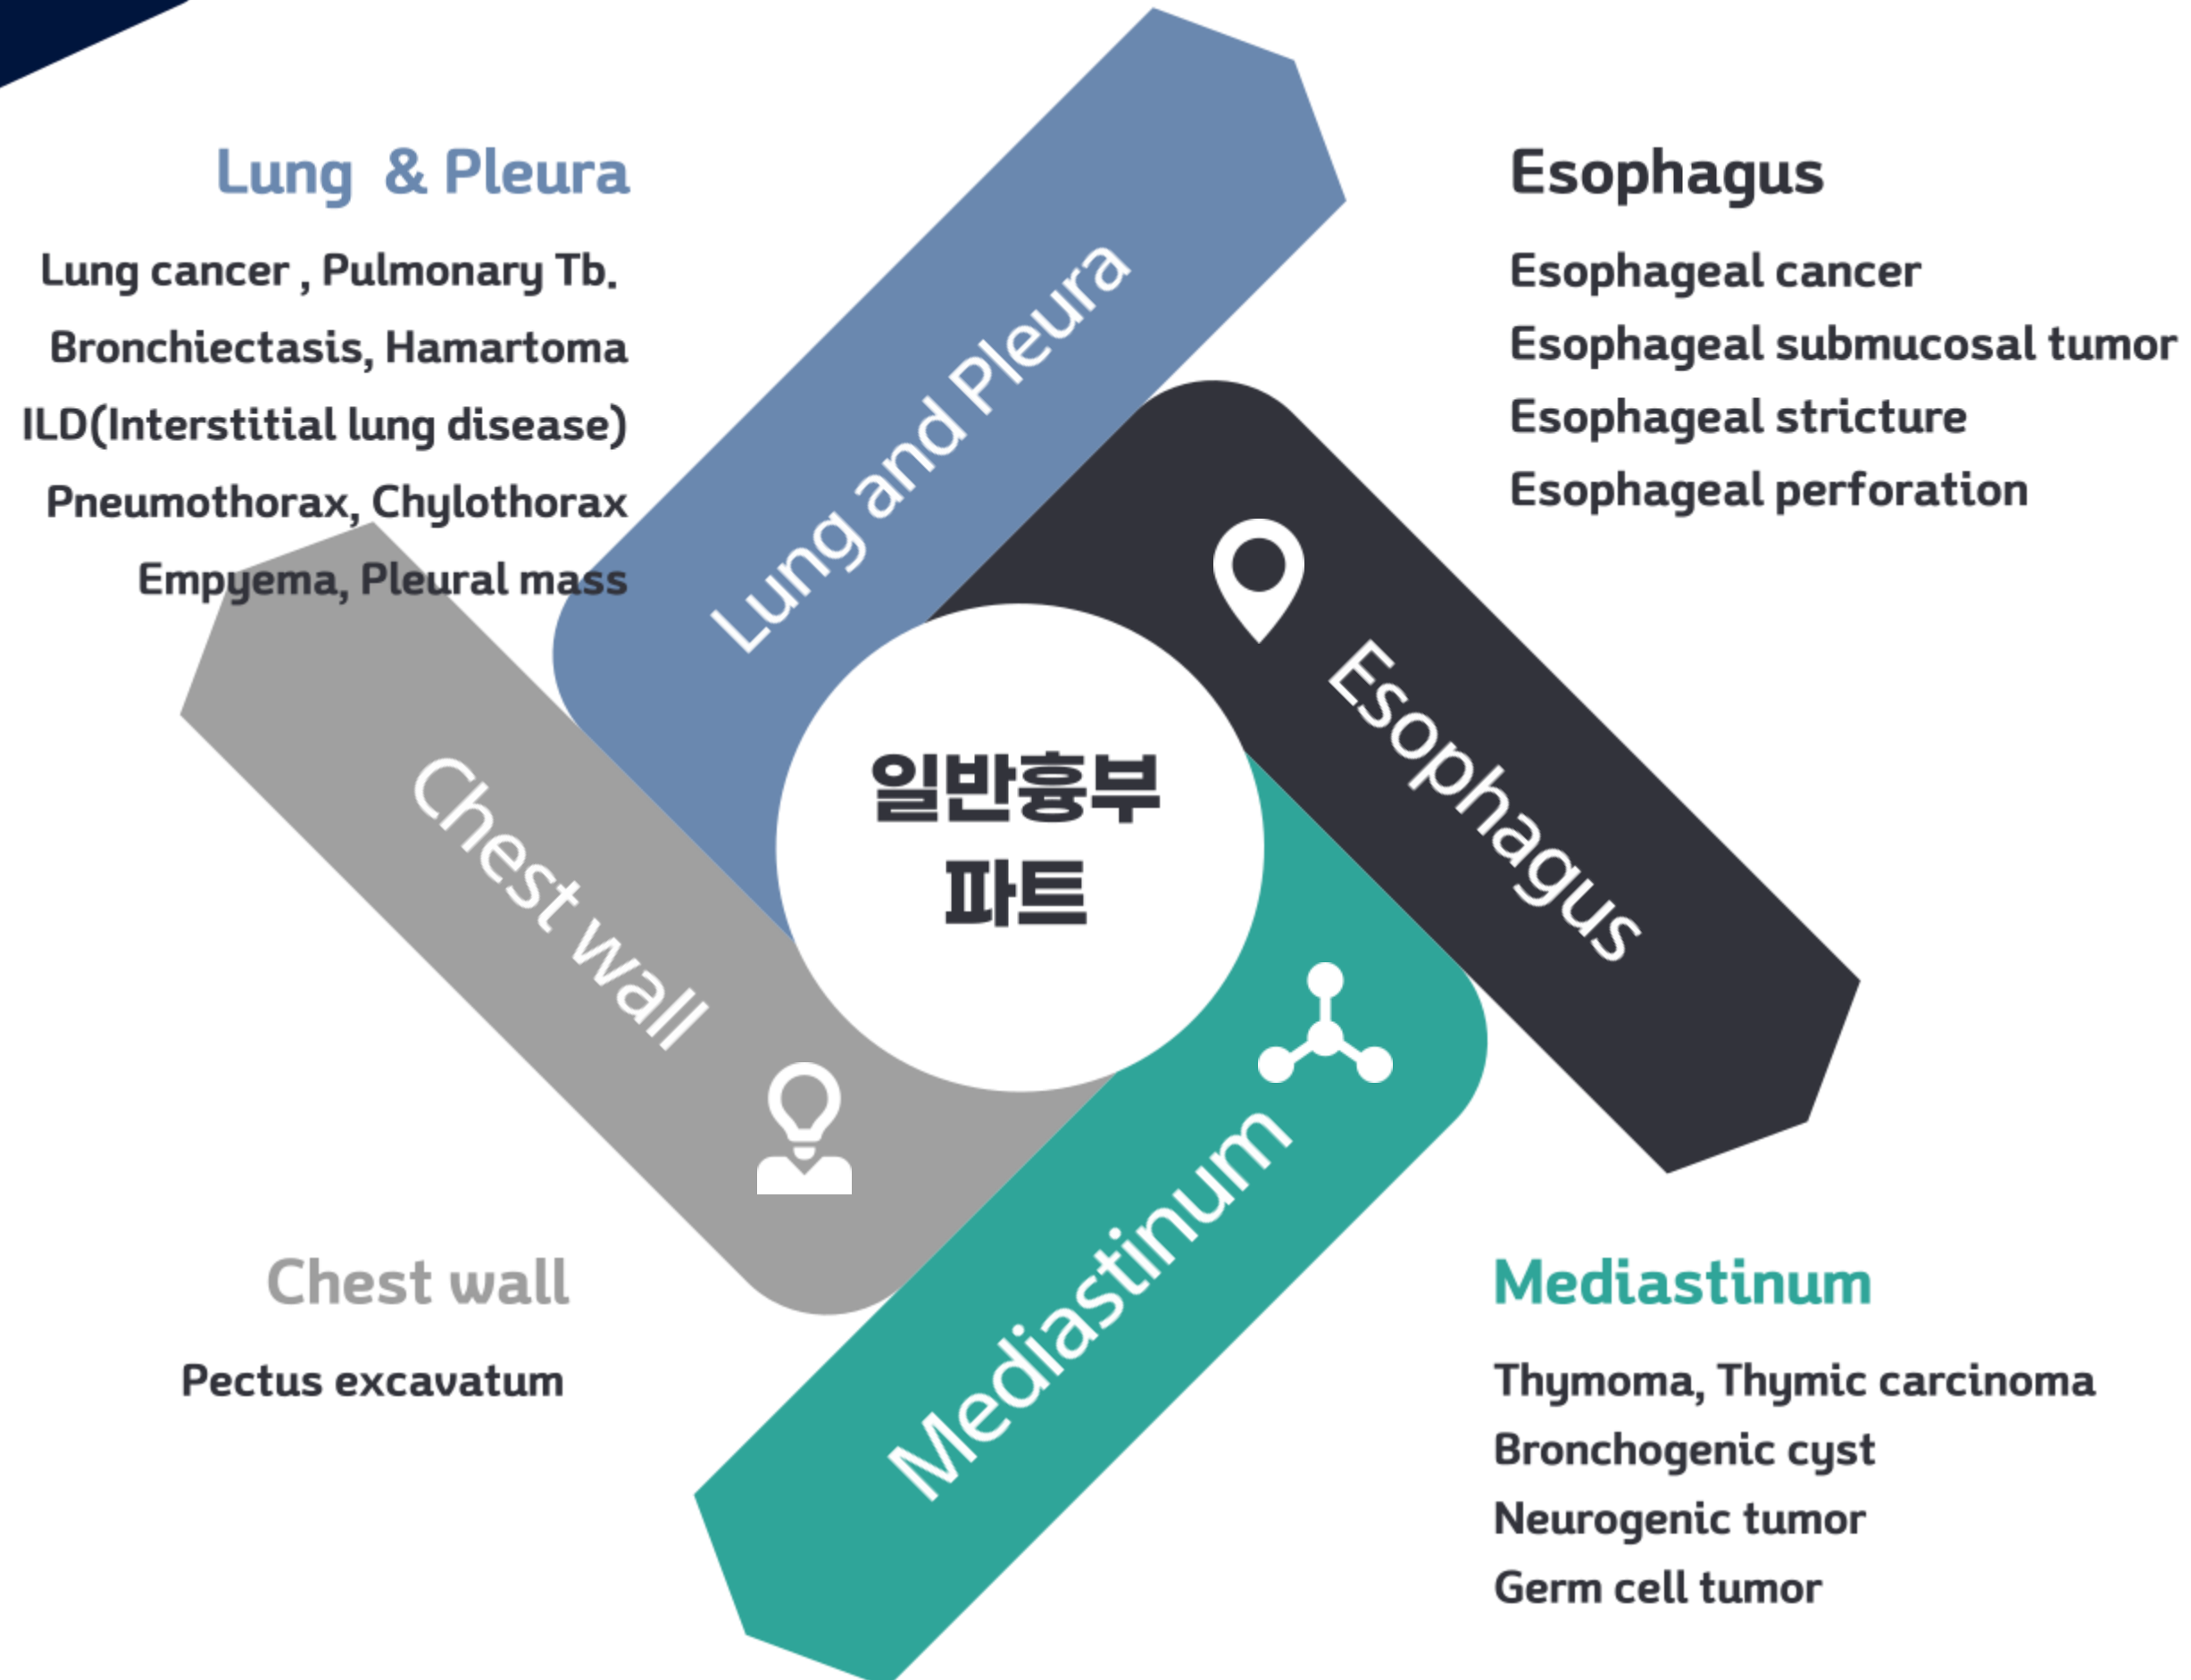 Lung & Pleura
Lung cancer , Pulmonary Tb.
Bronchiectasis, Hamartoma
ILD(Interstitial lung disease)
Pneumothorax, Chylothorax
Empyema, Pleural mass
Esophagus
Esophageal cancer
Esophageal submucosal tumor
Esophageal stricture
Esophageal perforation
Lung and Pleura
Esophagus
일반흉부
파트
Chest wall
Mediastinum
Chest wall
Pectus excavatum
Mediastinum
Thymoma, Thymic carcinoma
Bronchogenic cyst
Neurogenic tumor
Germ cell tumor